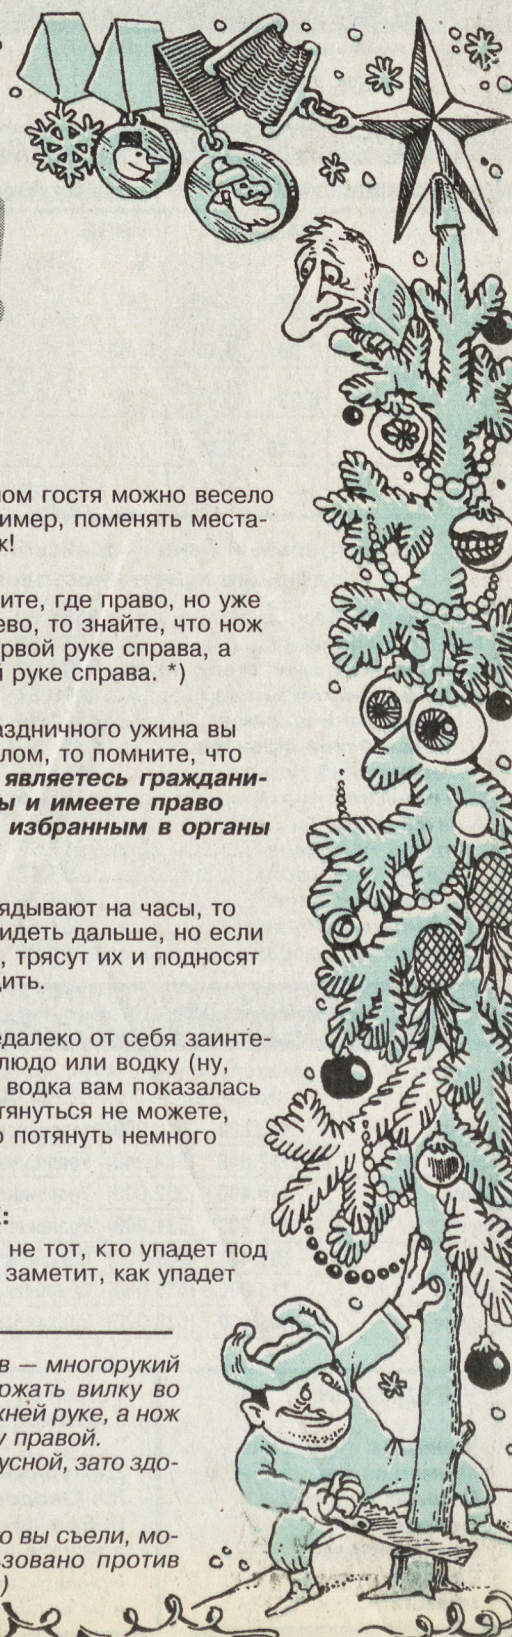 ном гостя можно весело
ример, поменять места-
к!
ите, где право, но уже
ево, то знайте, что нож
рвой руке справа, а
й руке справа. *)
аздничного ужина вы
лом, то помните, что
являетесь граждани-
ы и имеете право
избранным в органы
ядывают на часы, то
идеть дальше, но если
, трясут их и подносят
дить.
едалеко от себя заинте-
людо или водку (ну,
водка вам показалась
тянуться не можете,
о потянуть немного
:
не тот, кто упадет под
заметит, как упадет
в — многорукий
ржать вилку во
хней руке, а нож
у правой.
усной, зато здо-
о вы съели, мо-
ьзовано против
)